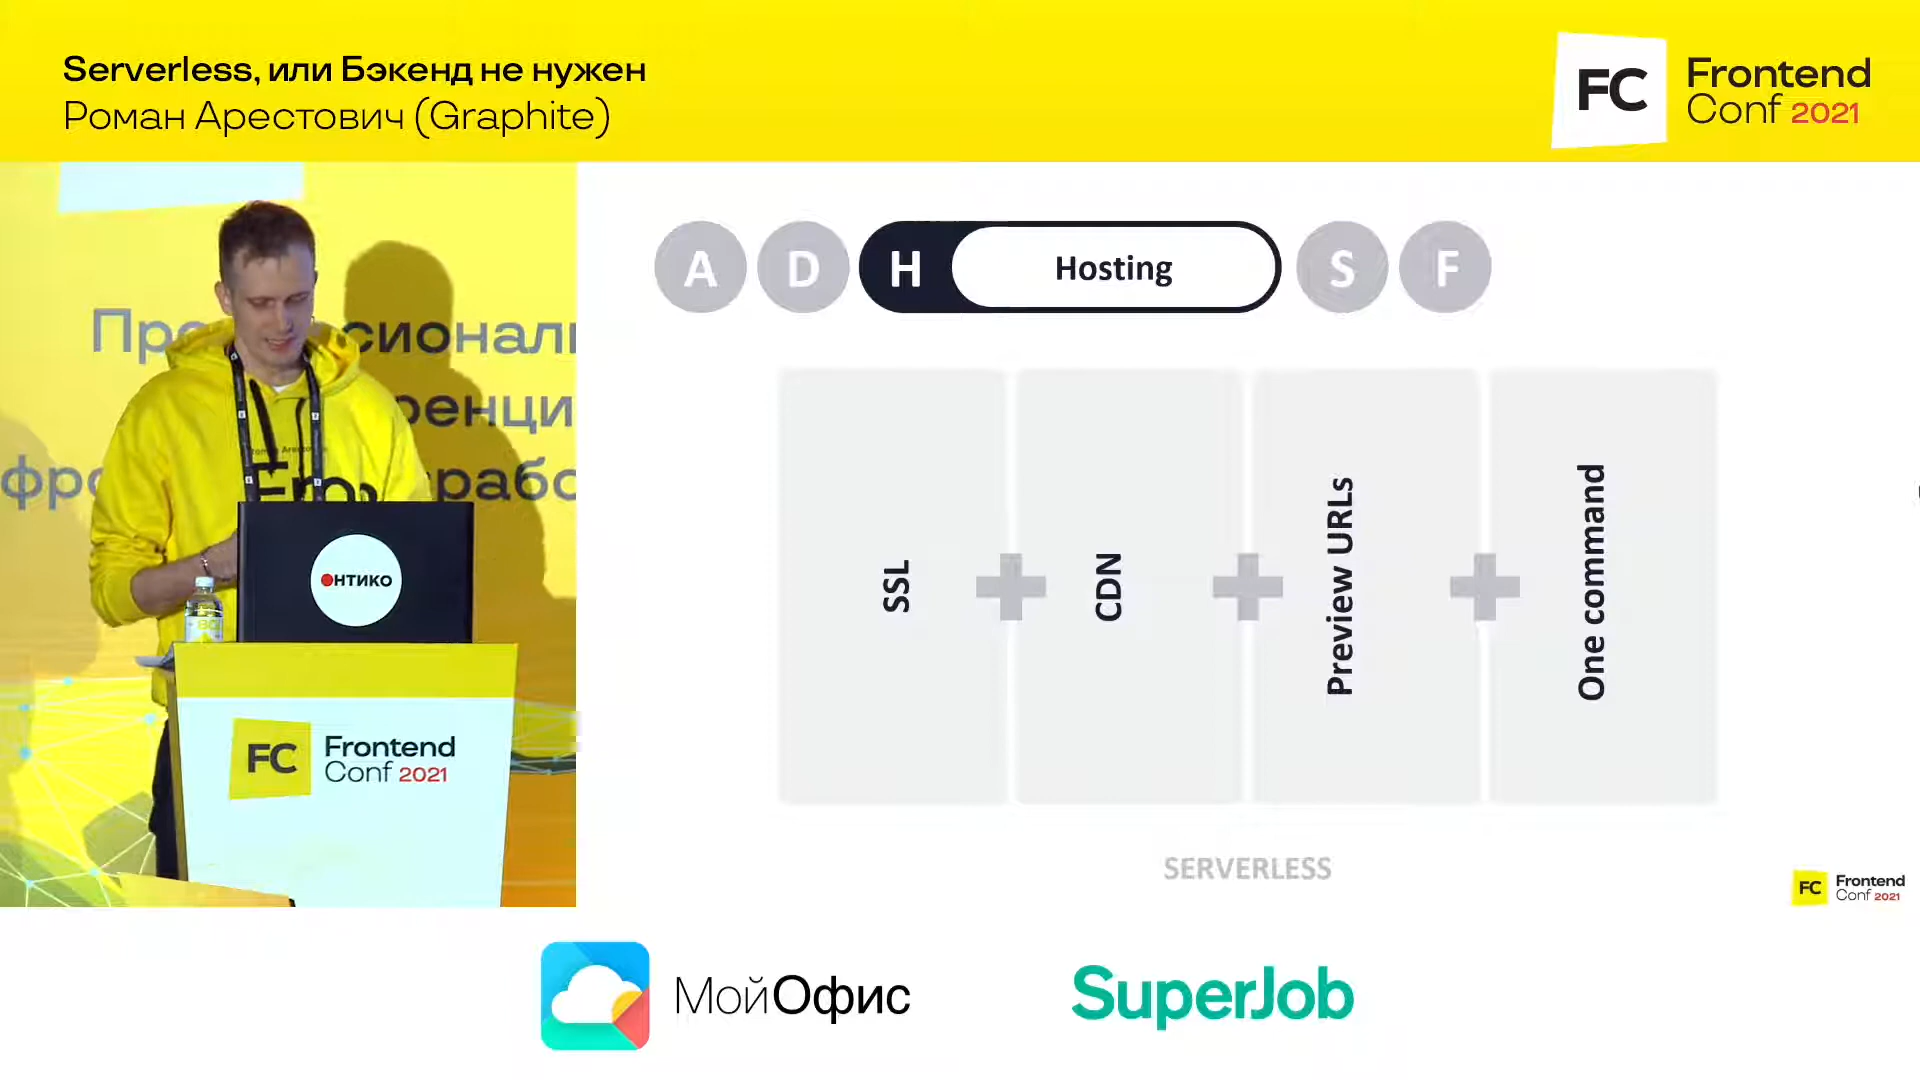 Serverless, или Бэкенд не нужен
Роман Арестович (Graphite)
FC
Frontend
Conf 2021
A
D
H
Hosting
S
F
SSL
CDN
Preview URLs
One command
SERVERLESS
FC
Frontend
Conf 2021
ОНТИКО
FC
Frontend
Conf 2021
МойОфис
SuperJob